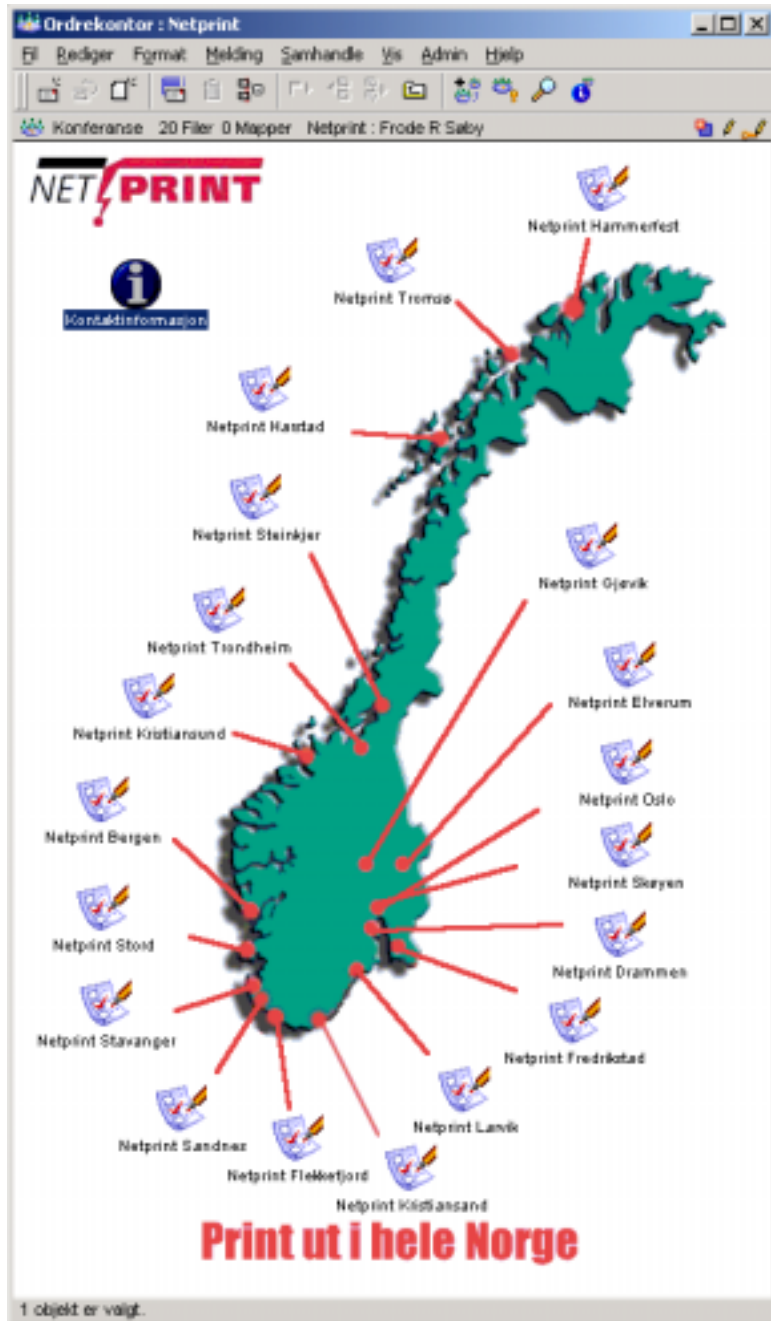 Ordrekontor : Netprint
Fil Rediger Format Melding Samhandle Vis Admin Hjelp
Konferanse 20 Filer 0 Mapper Netprint : Frode R Søby
NETPRINT
Netprint Hammerfest
Netprint Tromsø
Kontaktinformasjon
Netprint Harstad
Netprint Steinkjer
Netprint Gjøvik
Netprint Trondheim
Netprint Elverum
Netprint Kristiansund
Netprint Oslo
Netprint Bergen
Netprint Skøyen
Netprint Stord
Netprint Drammen
Netprint Stavanger
Netprint Fredrikstad
Netprint Larvik
Netprint Sandnes
Netprint Flekkefjord
Netprint Kristiansand
Print ut i hele Norge
1 objekt er valgt.